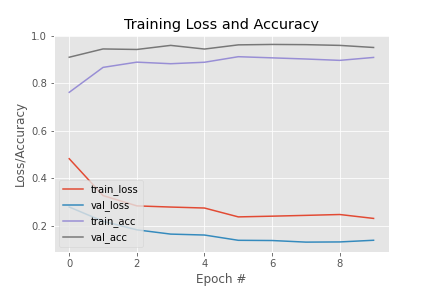 Training Loss and Accuracy
1.0
0.8
0.6
0.4
0.2
Loss/Accuracy
train_loss
val_loss
train_acc
val_acc
0 2 4 6 8
Epoch #